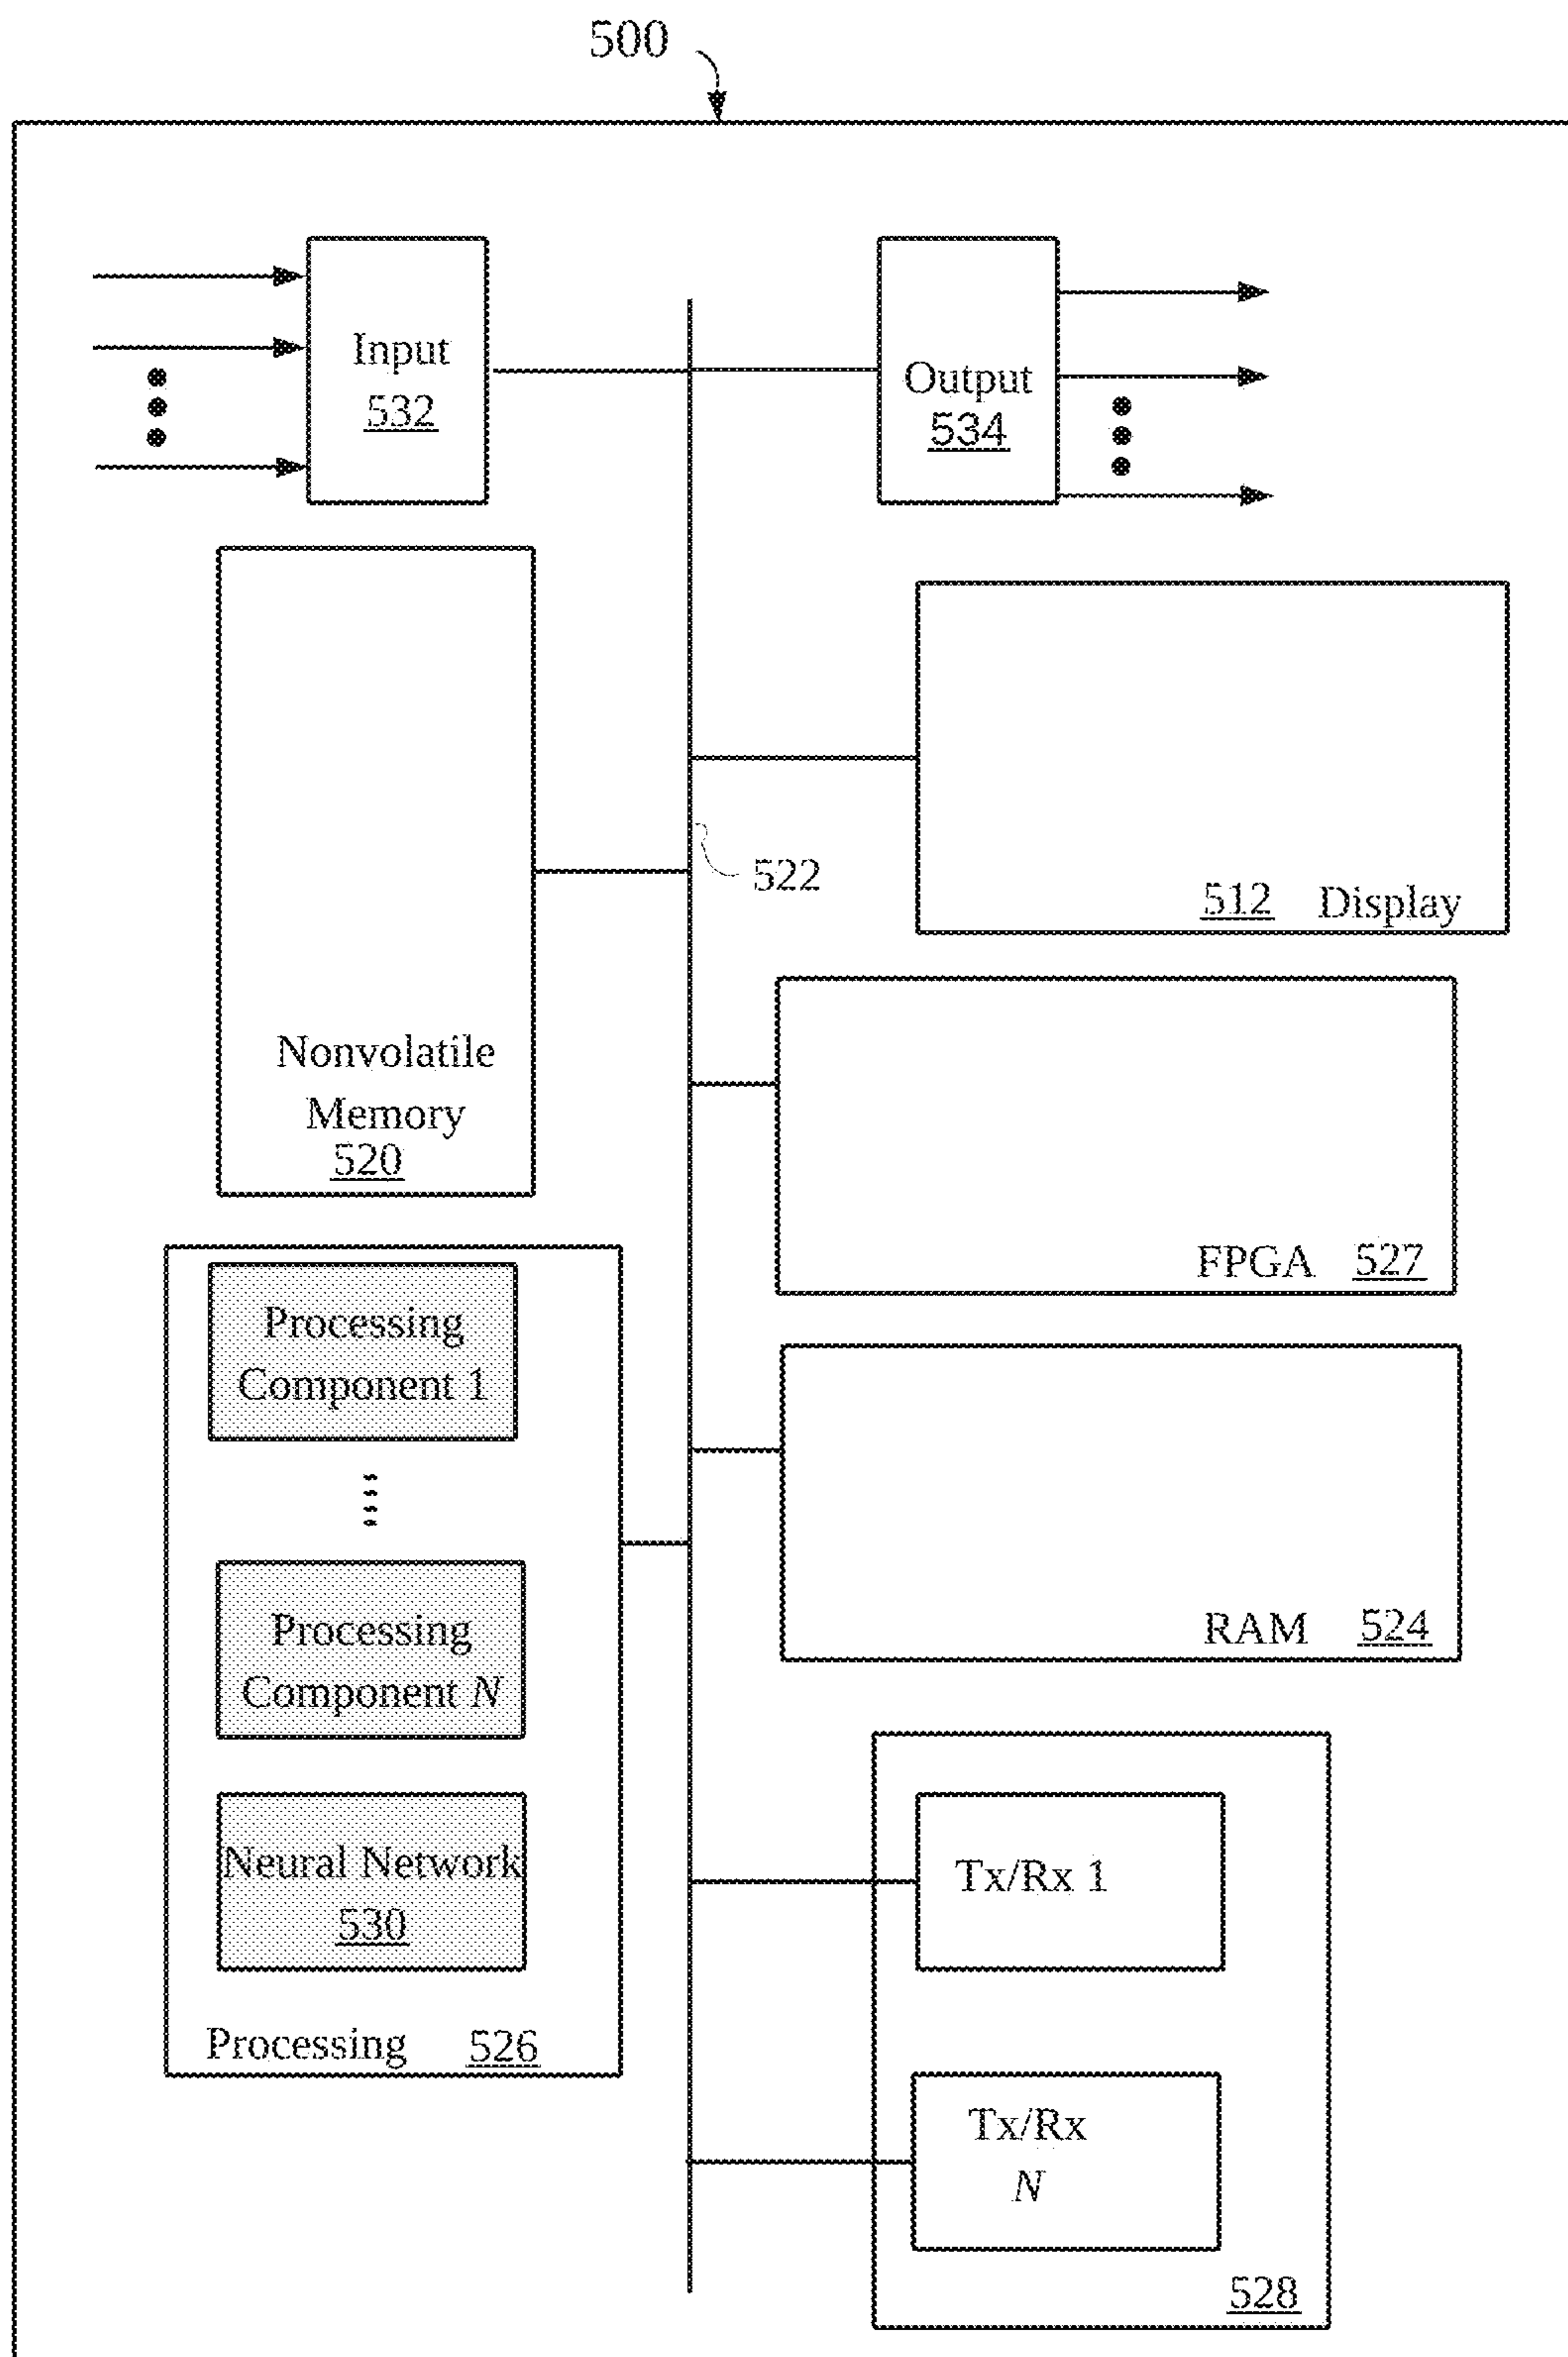 500
Input
532
Output
534
522
512 Display
Nonvolatile
Memory
520
FPGA 527
Processing
Component 1
Processing
Component N
RAM 524
Neural Network
530
Processing 526
Tx/Rx 1
Tx/Rx
N
528